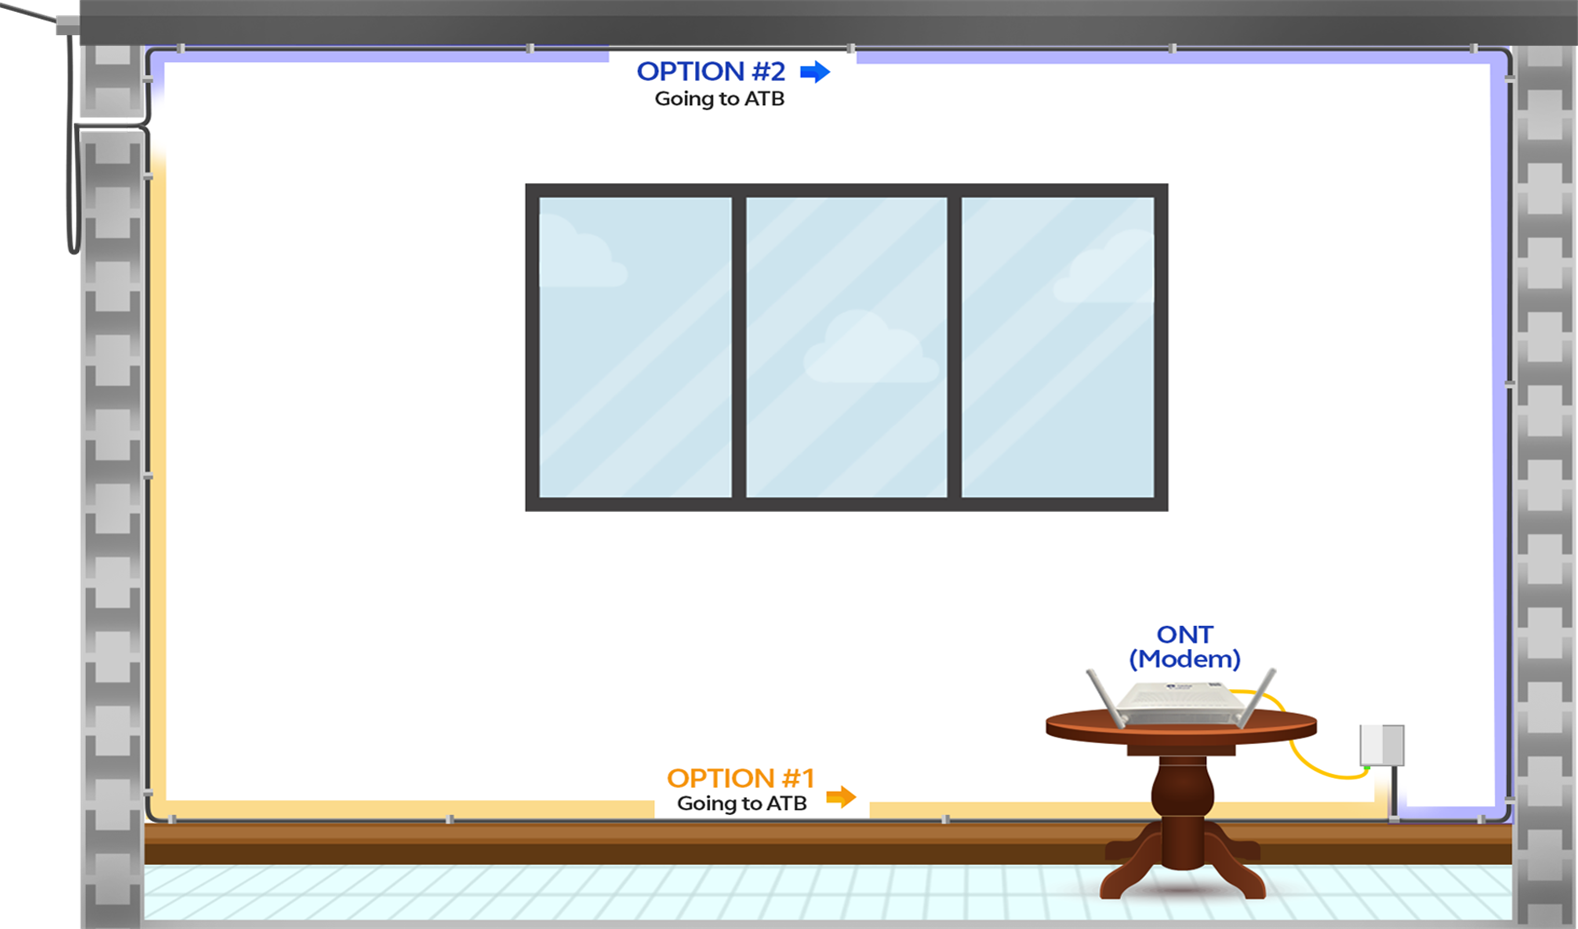 OPTION #2
Going to ATB
ONT
(Modem)
OPTION #1
Going to ATB